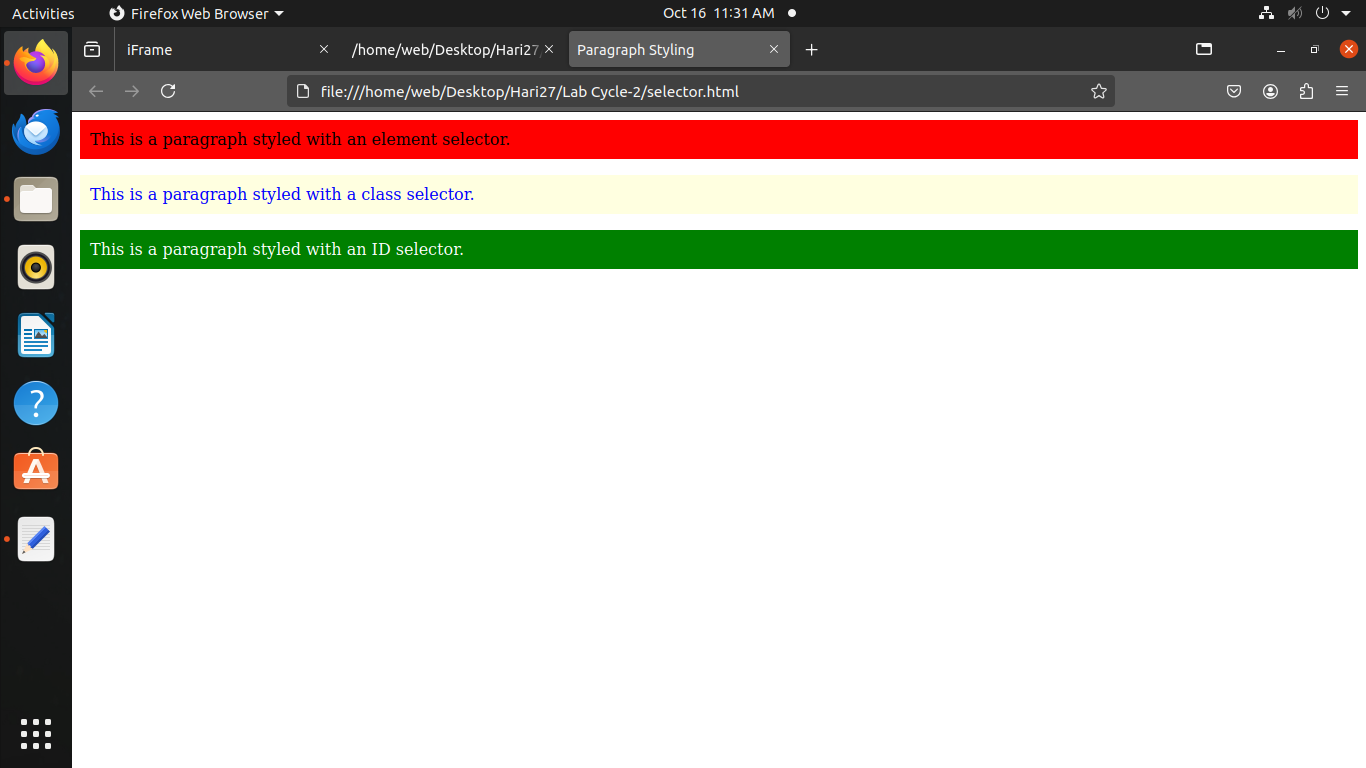 Activities Firefox Web Browser Oct 16 11:31 AM
iFrame /home/web/Desktop/Hari27/ Paragraph Styling
file:///home/web/Desktop/Hari27/Lab Cycle-2/selector.html
This is a paragraph styled with an element selector.
This is a paragraph styled with a class selector.
This is a paragraph styled with an ID selector.